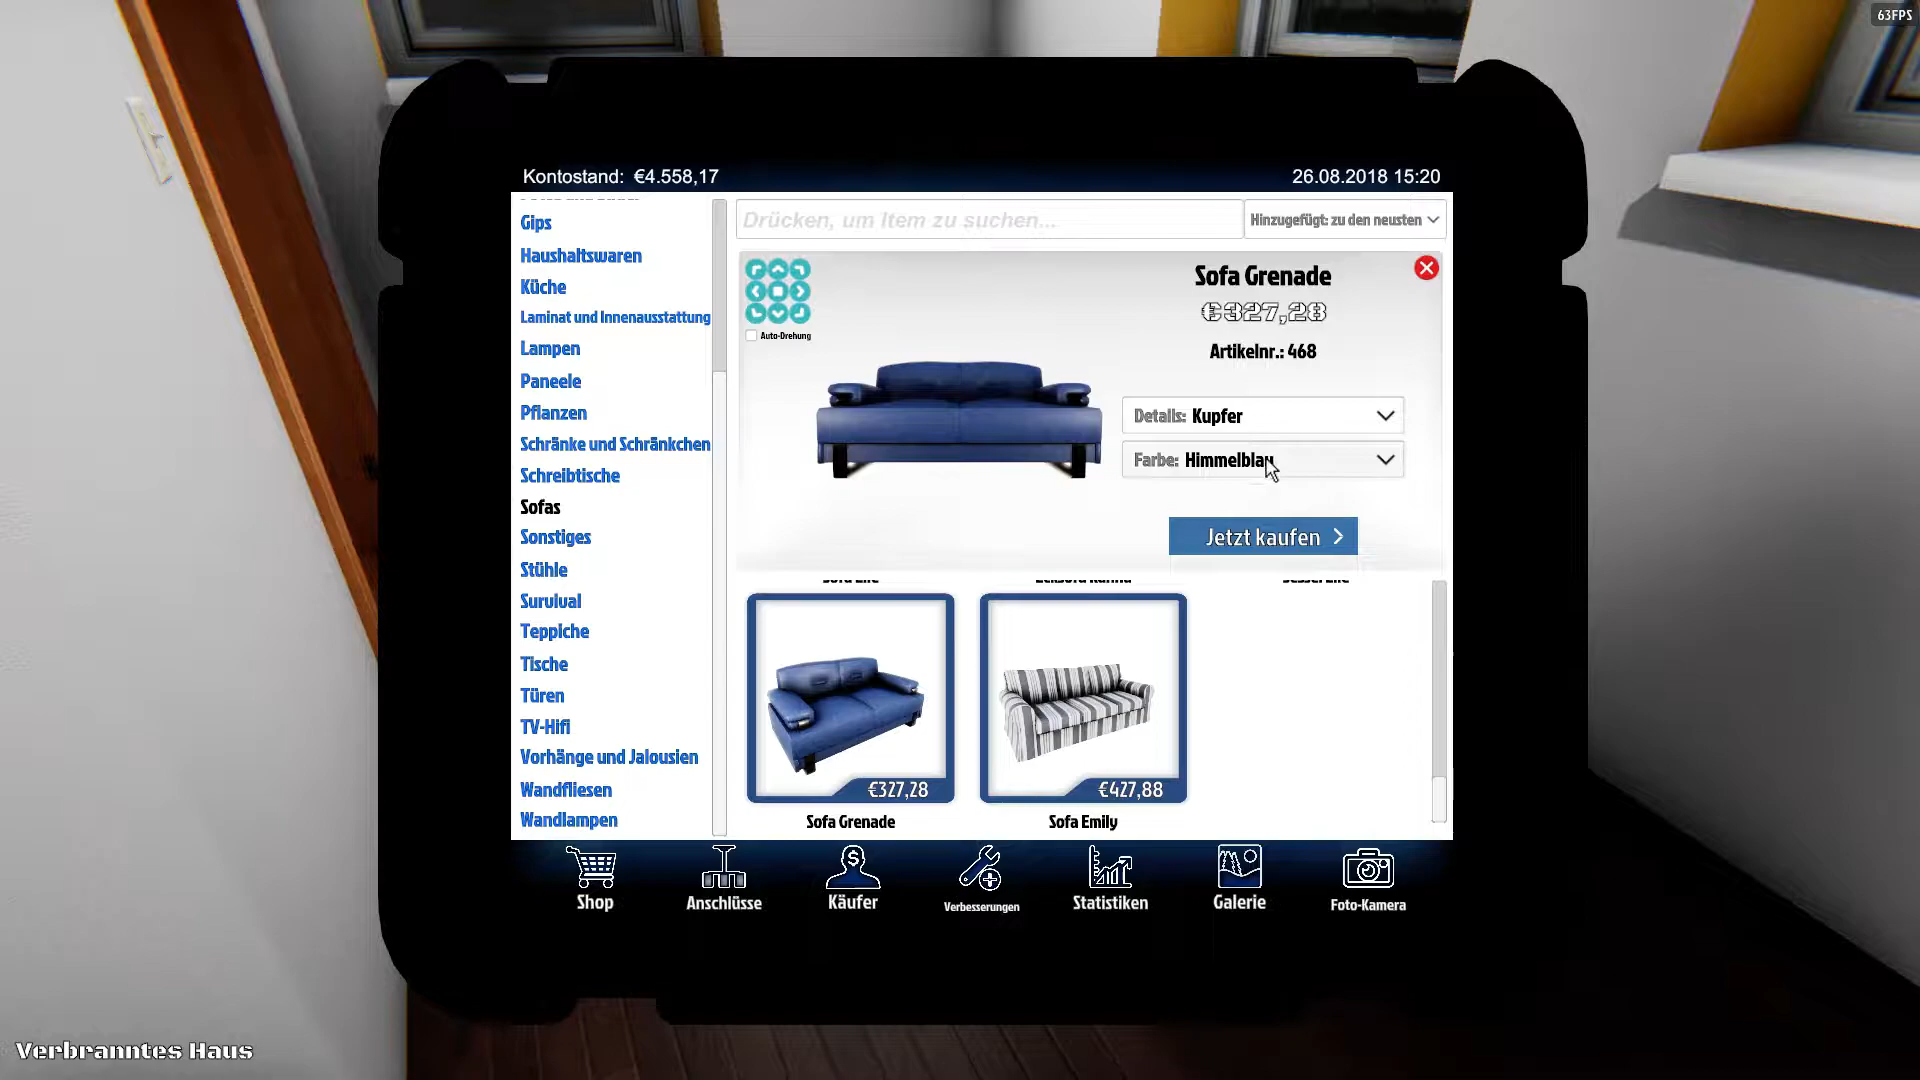 63FPS
Kontostand: €4.558,17
26.08.2018 15:20
Gips
Haushaltswaren
Küche
Laminat und Innenausstattung
Lampen
Paneele
Pflanzen
Schränke und Schränkchen
Schreibtische
Sofas
Sonstiges
Stühle
Survival
Teppiche
Tische
Türen
TV-Hifi
Vorhänge und Jalousien
Wandfliesen
Wandlampen
Drücken, um Item zu suchen...
Hinzugefügt: zu den neusten
Auto-Drehung
Sofa Grenade
€327,28
Artikelnr.: 468
Details: Kupfer
Farbe: Himmelblau
Jetzt kaufen
€327,28
€427,88
Sofa Grenade
Sofa Emily
Shop
Anschlüsse
Käufer
Verbesserungen
Statistiken
Galerie
Foto-Kamera
Verbranntes Haus